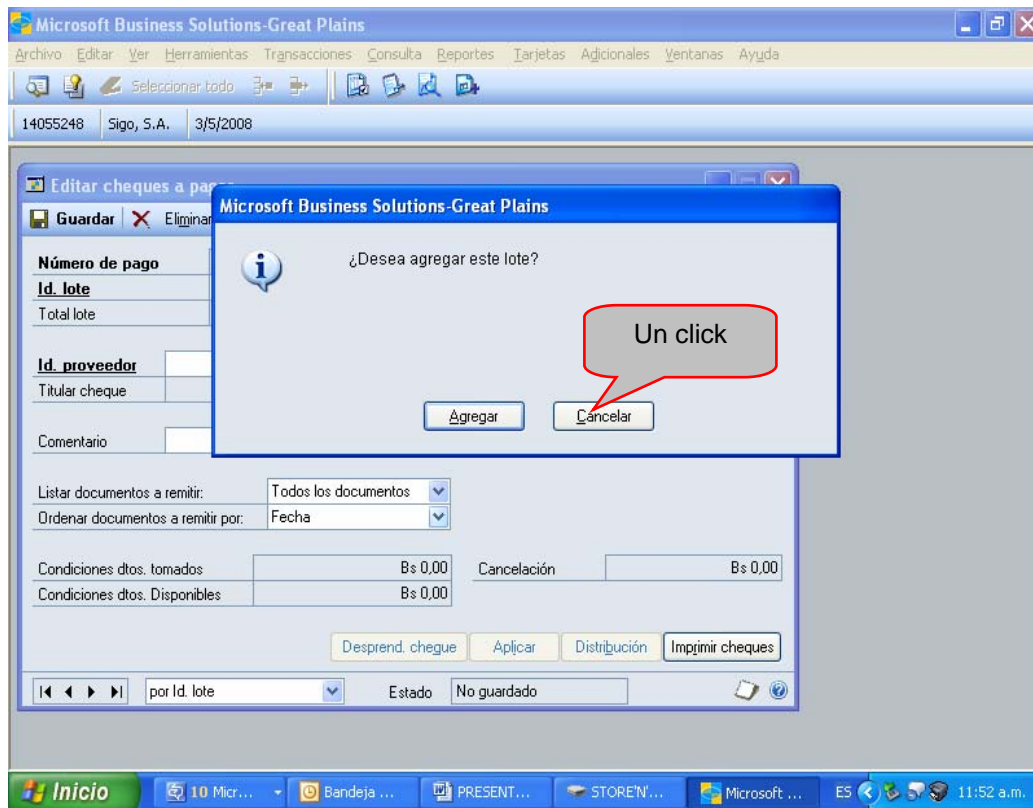 Microsoft Business Solutions-Great Plains
Archivo Editar Ver Herramientas Transacciones Consulta Reportes Tarjetas Adicionales Ventanas Ayuda
Seleccionar todo
14055248 Sigo, S.A. 3/5/2008
Editar cheques a
Microsoft Business Solutions-Great Plains
Guardar Eliminar
¿Desea agregar este lote?
Número de pago
Id. lote
Total lote
Un click
Id. proveedor
Titular cheque
Agregar Cancelar
Comentario
Listar documentos a remitir: Todos los documentos
Ordenar documentos a remitir por: Fecha
Condiciones dtos. tomados Bs 0,00 Cancelación Bs 0,00
Condiciones dtos. Disponibles Bs 0,00
Desprend. cheque Aplicar Distribución Imprimir cheques
por Id. lote Estado No guardado
Inicio 10 Micr... Bandeja ... PRESENT... STORE'N'... Microsoft ... ES 11:52 a.m.